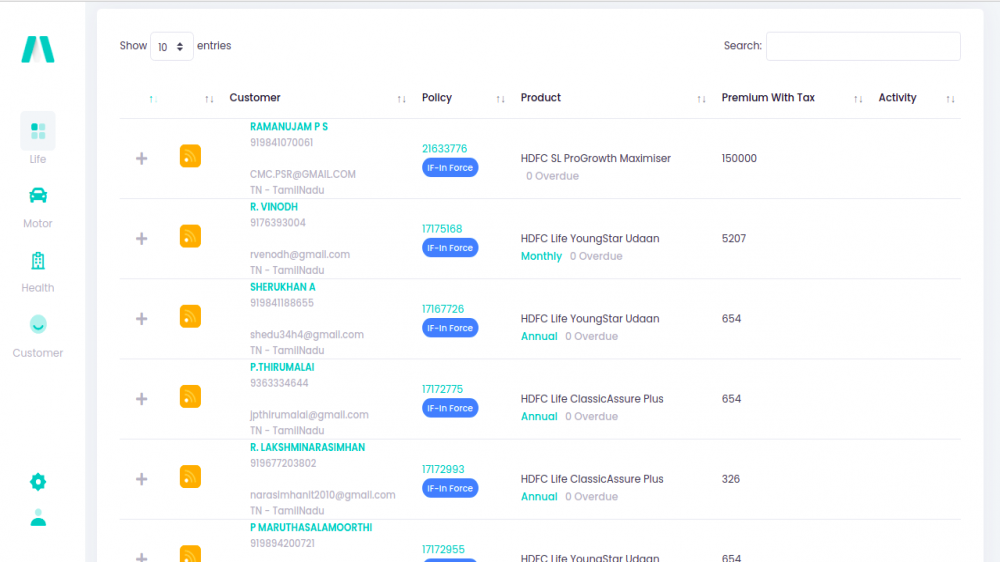 Show 10 entries
Search:
Customer Policy Product Premium With Tax Activity
RAMANUJAM P S
919841070061
CMC.PSR@GMAIL.COM
TN - TamilNadu
21633776
IF-In Force
HDFC SL ProGrowth Maximiser
0 Overdue
150000
R. VINODH
9176393004
rvenodh@gmail.com
TN - TamilNadu
17175168
IF-In Force
HDFC Life YoungStar Udaan
Monthly 0 Overdue
5207
SHERUKHAN A
919841188655
shedu34h4@gmail.com
TN - TamilNadu
17167726
IF-In Force
HDFC Life YoungStar Udaan
Annual 0 Overdue
654
P.THIRUMALAI
9363334644
jpthirumalai@gmail.com
TN - TamilNadu
17172775
IF-In Force
HDFC Life ClassicAssure Plus
Annual 0 Overdue
654
R. LAKSHMINARASIMHAN
919677203802
narasimhanit2010@gmail.com
TN - TamilNadu
17172993
IF-In Force
HDFC Life ClassicAssure Plus
Annual 0 Overdue
326
P MARUTHASALAMOORTHI
919894200721
17172955
HDFC Life YoungStar Udaan
654
Life
Motor
Health
Customer